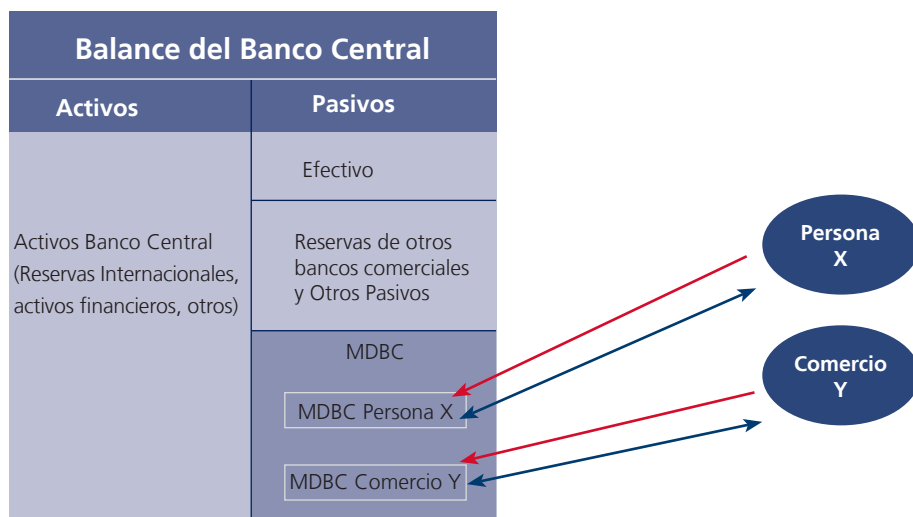 Balance del Banco Central
Activos
Pasivos
Activos Banco Central
(Reservas Internacionales,
activos financieros, otros)
Efectivo
Reservas de otros
bancos comerciales
y Otros Pasivos
MDBC
MDBC Persona X
MDBC Comercio Y
Persona
X
Comercio
Y